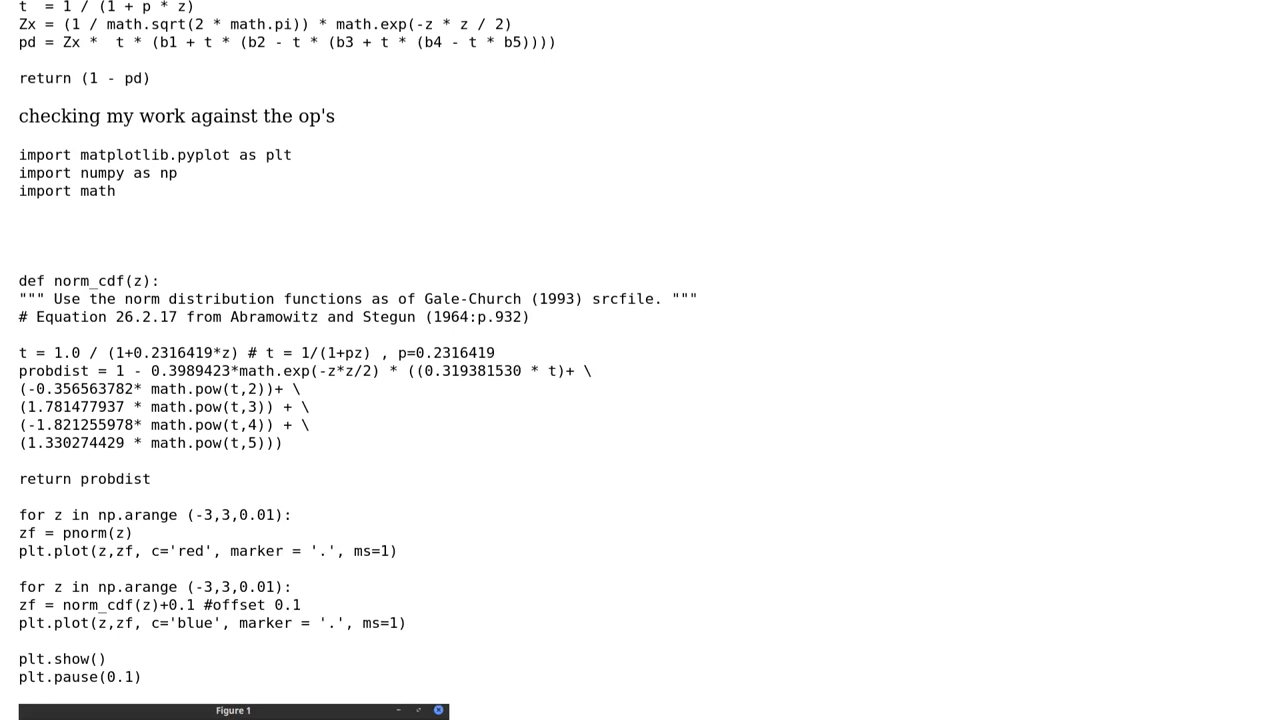 t  = 1 / (1 + p * z)
Zx = (1 / math.sqrt(2 * math.pi)) * math.exp(-z * z / 2)
pd = Zx *  t * (b1 + t * (b2 - t * (b3 + t * (b4 - t * b5))))
return (1 - pd)
checking my work against the op's
import matplotlib.pyplot as plt
import numpy as np
import math
def norm_cdf(z):
""" Use the norm distribution functions as of Gale-Church (1993) srcfile. """
# Equation 26.2.17 from Abramowitz and Stegun (1964:p.932)
t = 1.0 / (1+0.2316419*z) # t = 1/(1+pz) , p=0.2316419
probdist = 1 - 0.3989423*math.exp(-z*z/2) * ((0.319381530 * t)+ \
(-0.356563782* math.pow(t,2))+ \
(1.781477937 * math.pow(t,3)) + \
(-1.821255978* math.pow(t,4)) + \
(1.330274429 * math.pow(t,5)))
return probdist
for z in np.arange (-3,3,0.01):
zf = pnorm(z)
plt.plot(z,zf, c='red', marker = '.', ms=1)
for z in np.arange (-3,3,0.01):
zf = norm_cdf(z)+0.1 #offset 0.1
plt.plot(z,zf, c='blue', marker = '.', ms=1)
plt.show()
plt.pause(0.1)
Figure 1